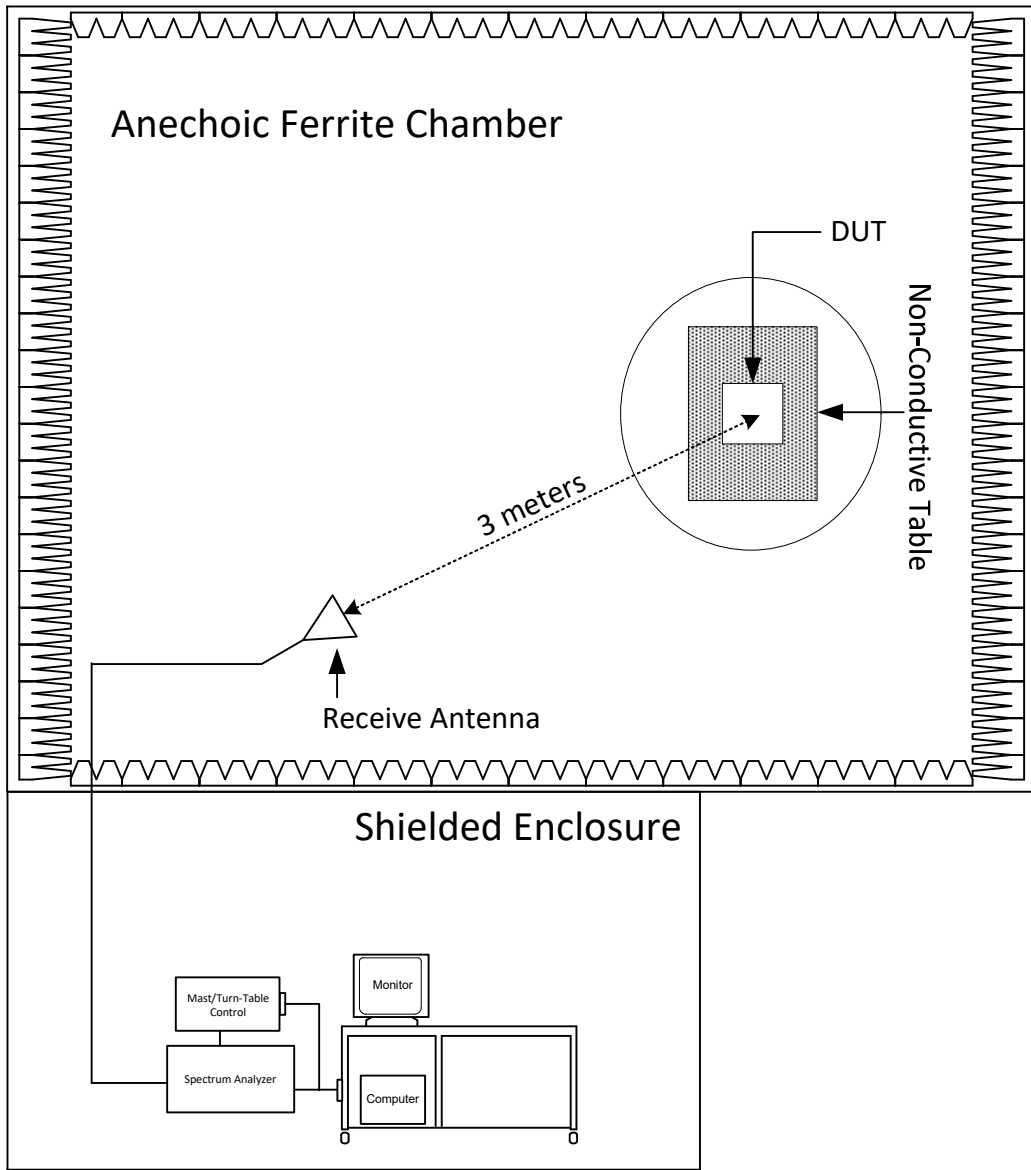 Anechoic Ferrite Chamber
DUT
Non-Conductive Table
3 meters
Receive Antenna
Shielded Enclosure
Monitor
Mast/Turn-Table
Control
Spectrum Analyzer
Computer